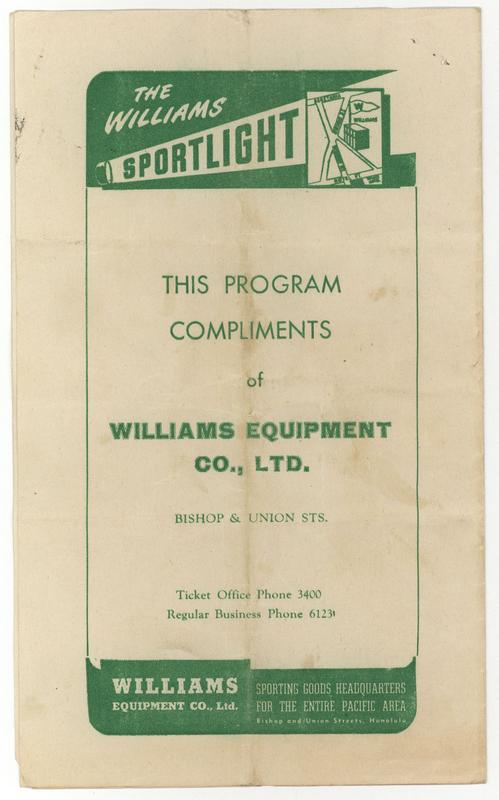 THE
WILLIAMS
SPORTLIGHT
W
WILLIAMS
THIS PROGRAM
COMPLIMENTS
of
WILLIAMS EQUIPMENT
CO., LTD.
BISHOP & UNION STS.
Ticket Office Phone 3400
Regular Business Phone 6123
WILLIAMS
EQUIPMENT CO., Ltd.
SPORTING GOODS HEADQUARTERS
FOR THE ENTIRE PACIFIC AREA
Bishop and Union Streets, Honolulu